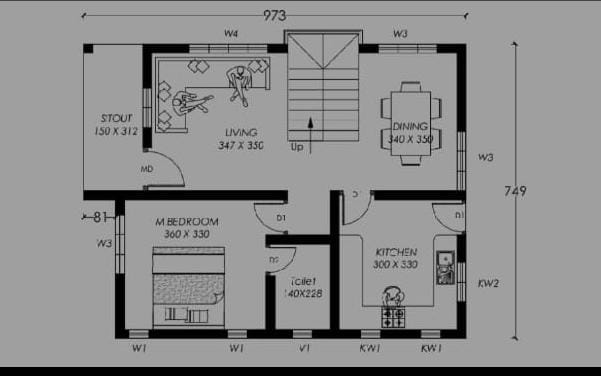 973
W4
W3
STOUT
150 X 312
LIVING
347 X 350
Up
DINING
340 X 350
W3
MD
749
81
W3
M.BEDROOM
360 X 330
D1
D1
D1
D2
Toilet
140X228
KITCHEN
300 X 330
KW2
W1
W1
V1
KW1
KW1